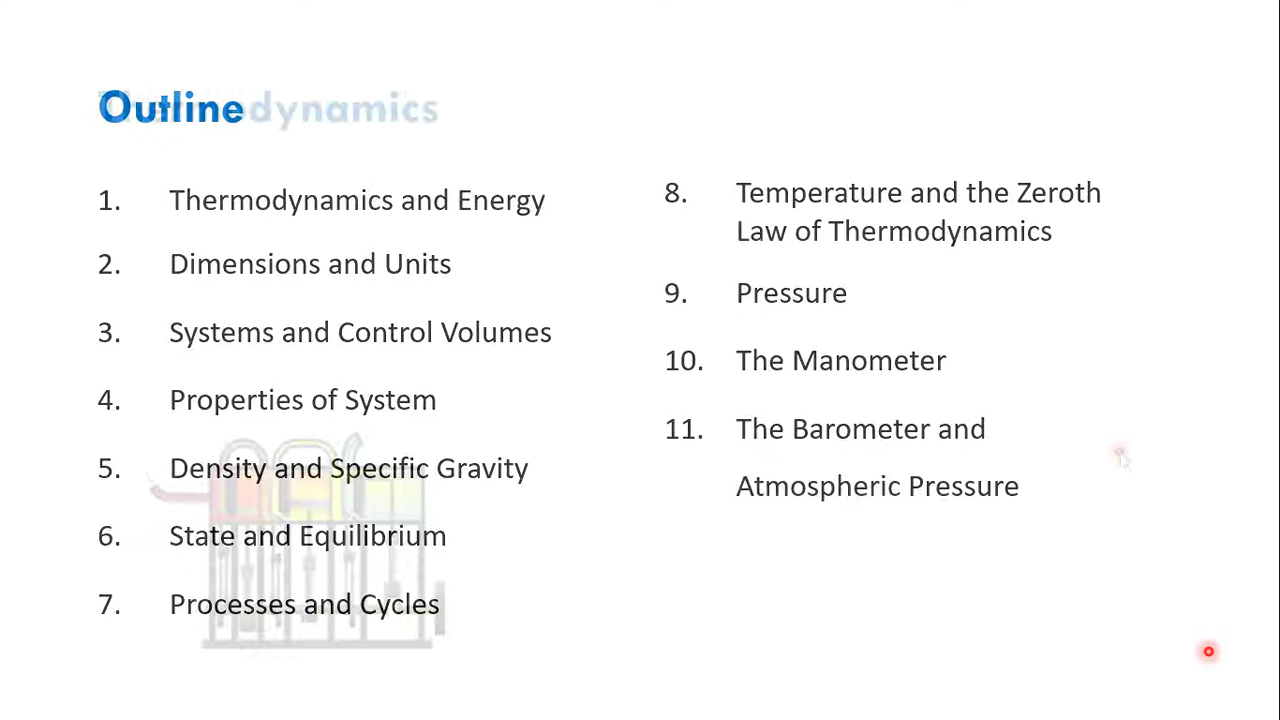 Outline
1. Thermodynamics and Energy
2. Dimensions and Units
3. Systems and Control Volumes
4. Properties of System
5. Density and Specific Gravity
6. State and Equilibrium
7. Processes and Cycles
8. Temperature and the Zeroth
Law of Thermodynamics
9. Pressure
10. The Manometer
11. The Barometer and
Atmospheric Pressure